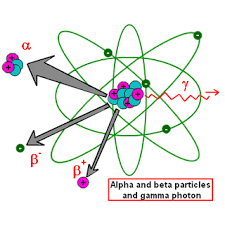 α
γ
β-
β+
Alpha and beta particles
and gamma photon